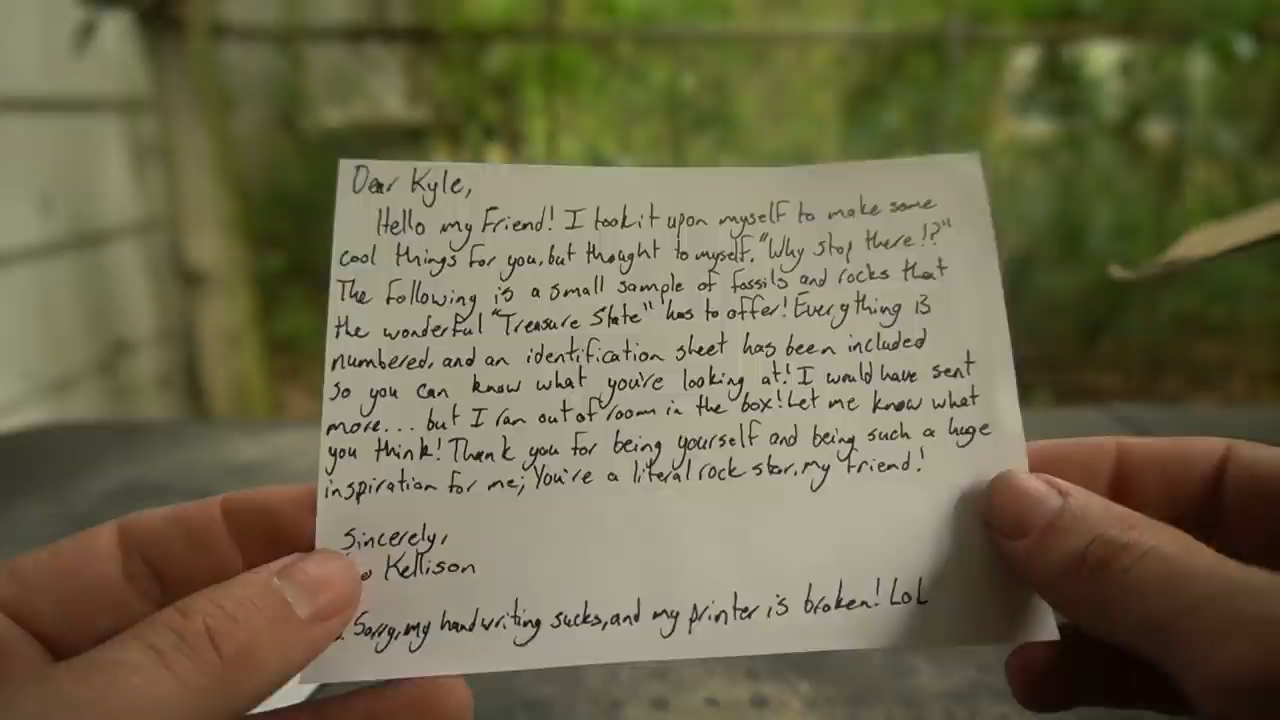 Dear Kyle,
Hello my Friend! I took it upon myself to make some
cool things for you, but thought to myself, "Why stop there!?"
The Following is a small sample of fossils and rocks that
the wonderful "Treasure State" has to offer! Everything is
numbered, and an identification sheet has been included
so you can know what you're looking at! I would have sent
more... but I ran out of room in the box! Let me know what
you think! Thank you for being yourself and being such a huge
inspiration for me; You're a literal rock star, my friend!
Sincerely,
Kellison
Sorry, my handwriting sucks, and my printer is broken! LoL